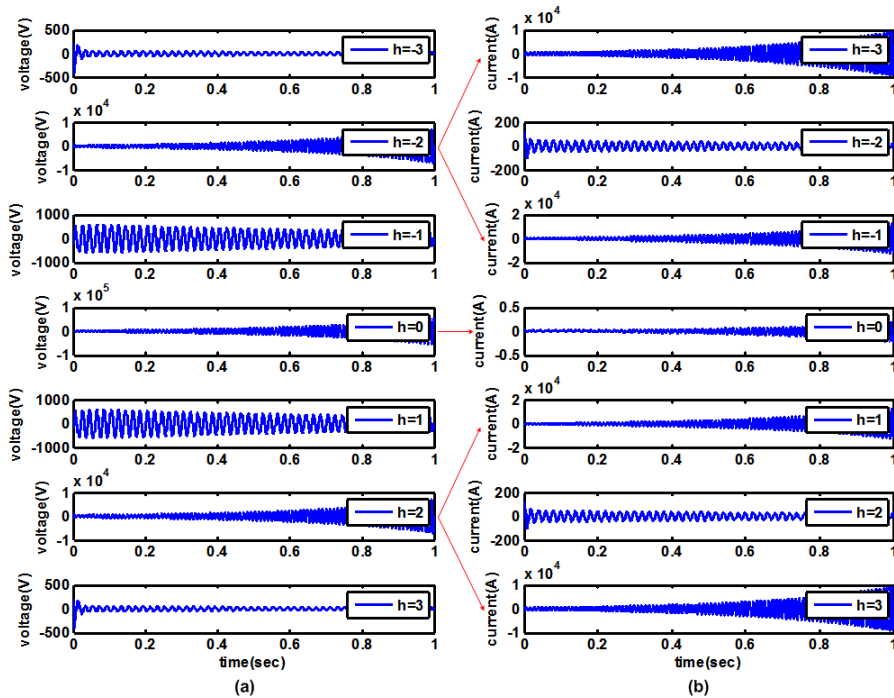 500
0
-500
voltage(V)
h=-3
0 0.2 0.4 0.6 0.8 1
x 10^4
1
0
-1
voltage(V)
h=-2
0 0.2 0.4 0.6 0.8 1
1000
0
-1000
voltage(V)
h=-1
0 0.2 0.4 0.6 0.8 1
x 10^5
1
0
-1
voltage(V)
h=0
0 0.2 0.4 0.6 0.8 1
1000
0
-1000
voltage(V)
h=1
0 0.2 0.4 0.6 0.8 1
x 10^4
1
0
-1
voltage(V)
h=2
0 0.2 0.4 0.6 0.8 1
500
0
-500
voltage(V)
h=3
0 0.2 0.4 0.6 0.8 1
time(sec)
(a)
x 10^4
1
0
-1
current(A)
h=-3
0 0.2 0.4 0.6 0.8 1
200
0
-200
current(A)
h=-2
0 0.2 0.4 0.6 0.8 1
x 10^4
2
0
-2
current(A)
h=-1
0 0.2 0.4 0.6 0.8 1
0.5
0
-0.5
current(A)
h=0
0 0.2 0.4 0.6 0.8 1
x 10^4
2
0
-2
current(A)
h=1
0 0.2 0.4 0.6 0.8 1
200
0
-200
current(A)
h=2
0 0.2 0.4 0.6 0.8 1
x 10^4
1
0
-1
current(A)
h=3
0 0.2 0.4 0.6 0.8 1
time(sec)
(b)